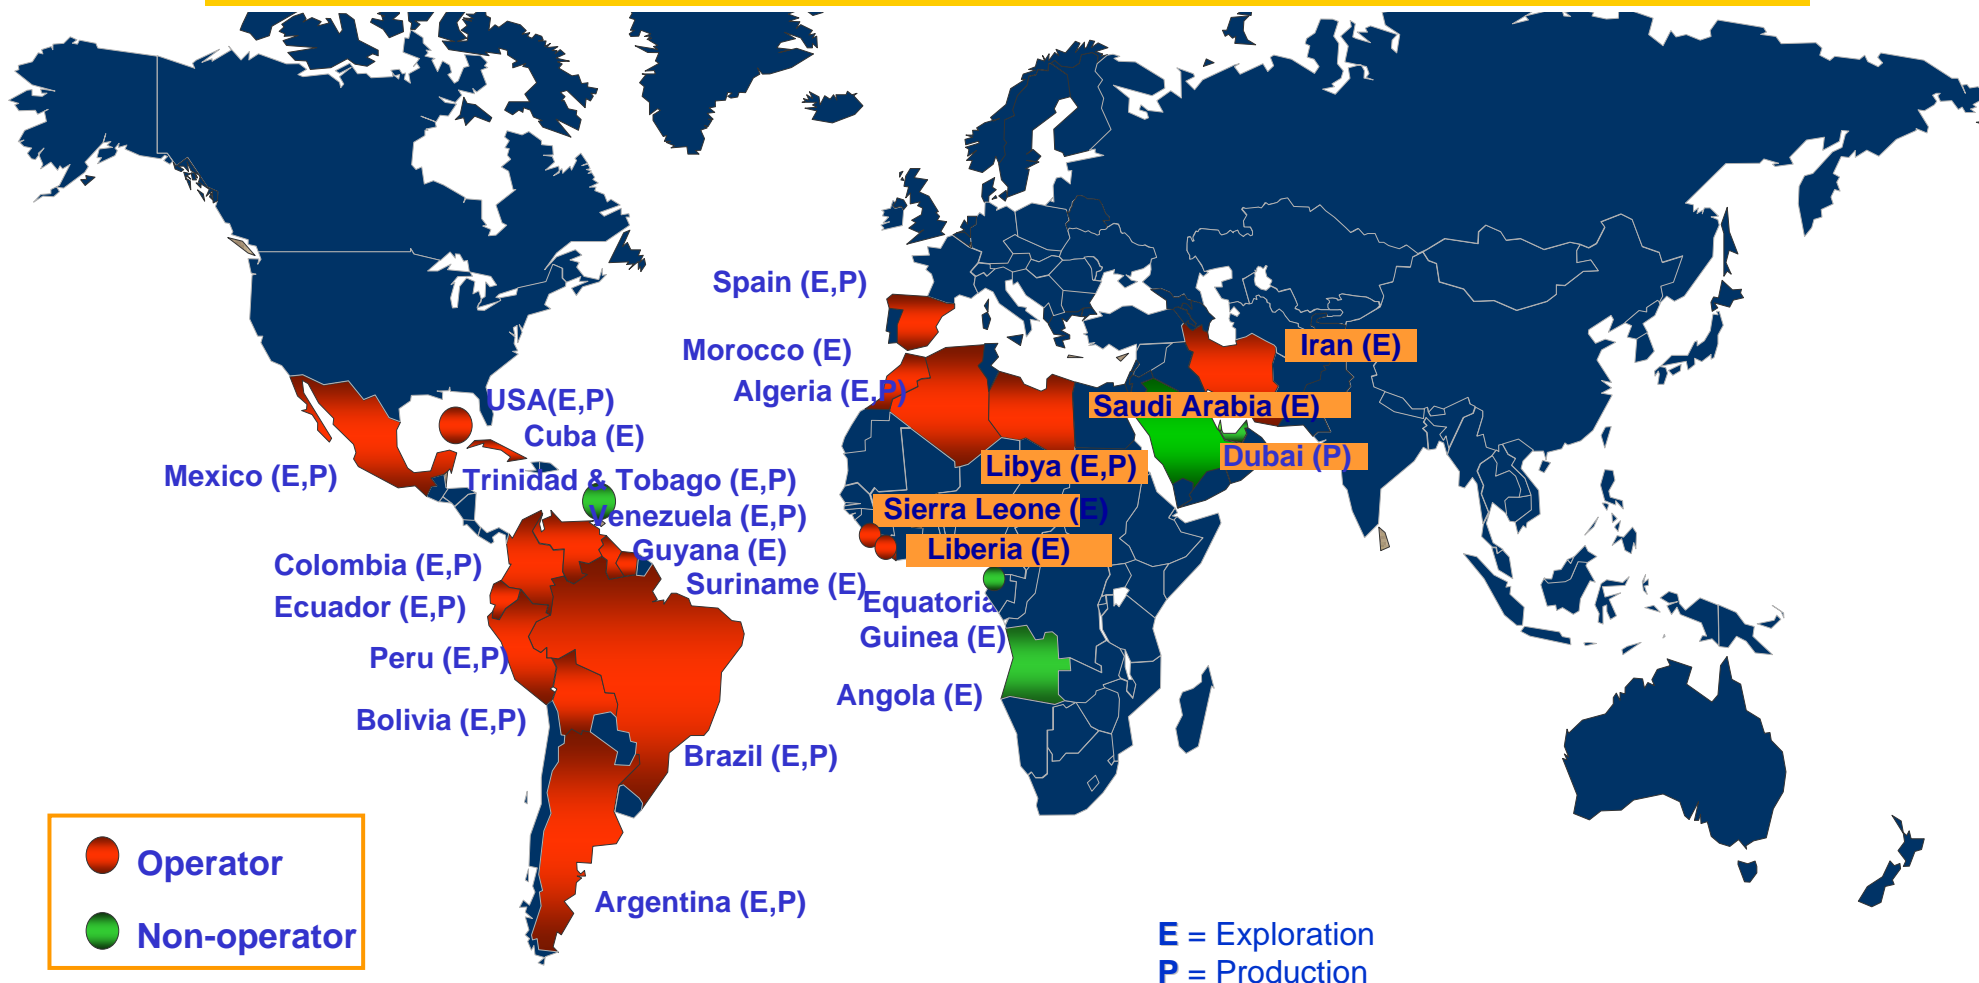 Spain (E,P)
Morocco (E)
Iran (E)
Algeria (E,P)
USA(E,P)
Saudi Arabia (E)
Cuba (E)
Dubai (P)
Libya (E,P)
Mexico (E,P)
Trinidad & Tobago (E,P)
Sierra Leone (E)
Venezuela (E,P)
Liberia (E)
Guyana (E)
Colombia (E,P)
Suriname (E)
Equatoria
Guinea (E)
Ecuador (E,P)
Peru (E,P)
Angola (E)
Bolivia (E,P)
Brazil (E,P)
Argentina (E,P)
Operator
Non-operator
E = Exploration
P = Production